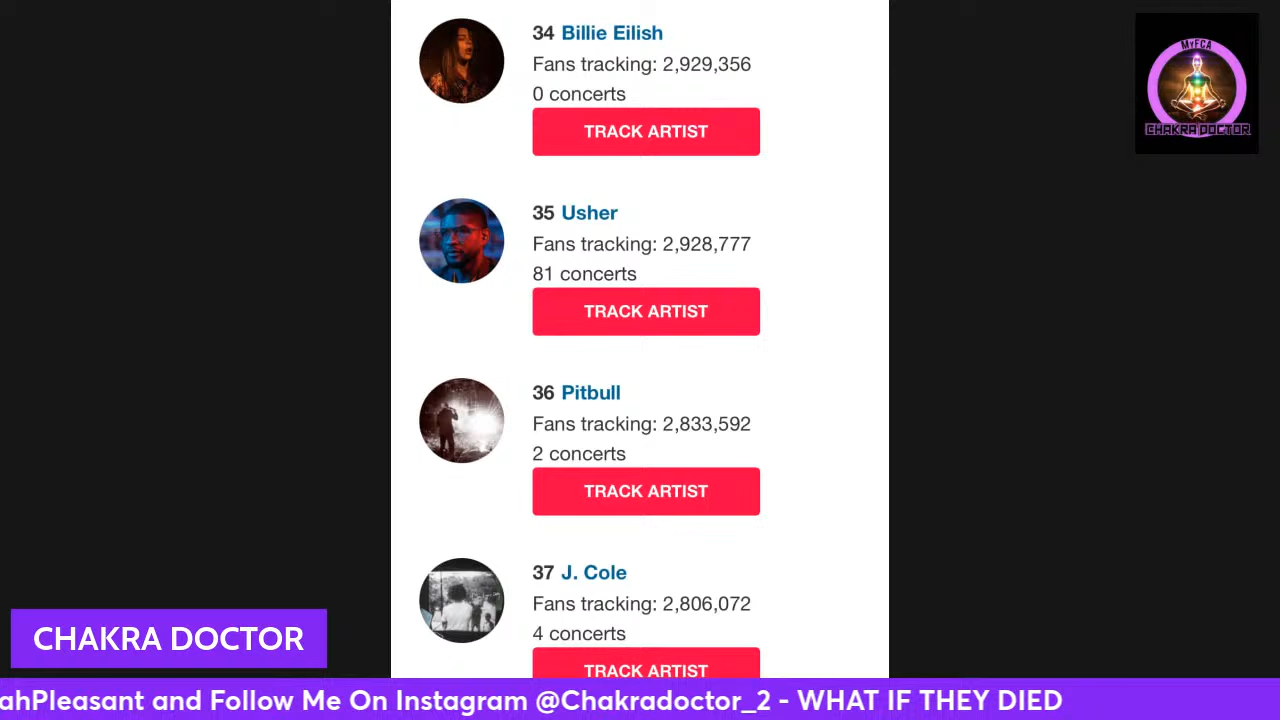 34 Billie Eilish
Fans tracking: 2,929,356
0 concerts
TRACK ARTIST
MYFCA
CHAKRA DOCTOR
35 Usher
Fans tracking: 2,928,777
81 concerts
TRACK ARTIST
36 Pitbull
Fans tracking: 2,833,592
2 concerts
TRACK ARTIST
37 J. Cole
Fans tracking: 2,806,072
4 concerts
TRACK ARTIST
CHAKRA DOCTOR
ahPleasant and Follow Me On Instagram @Chakradoctor_2 - WHAT IF THEY DIED